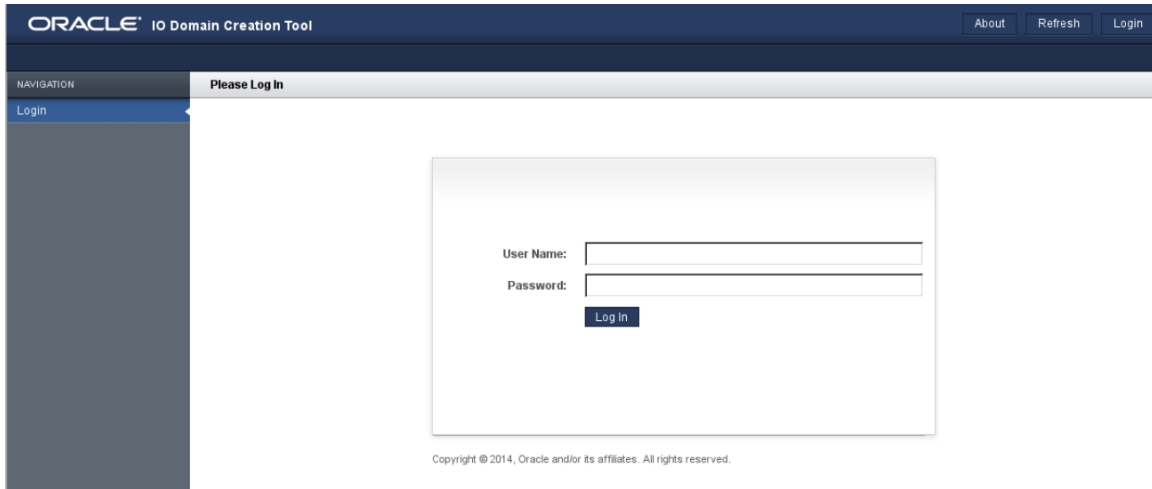 ORACLE IO Domain Creation Tool
About Refresh Login
NAVIGATION
Please Log In
Login
User Name:
Password:
Log In
Copyright © 2014, Oracle and/or its affiliates. All rights reserved.